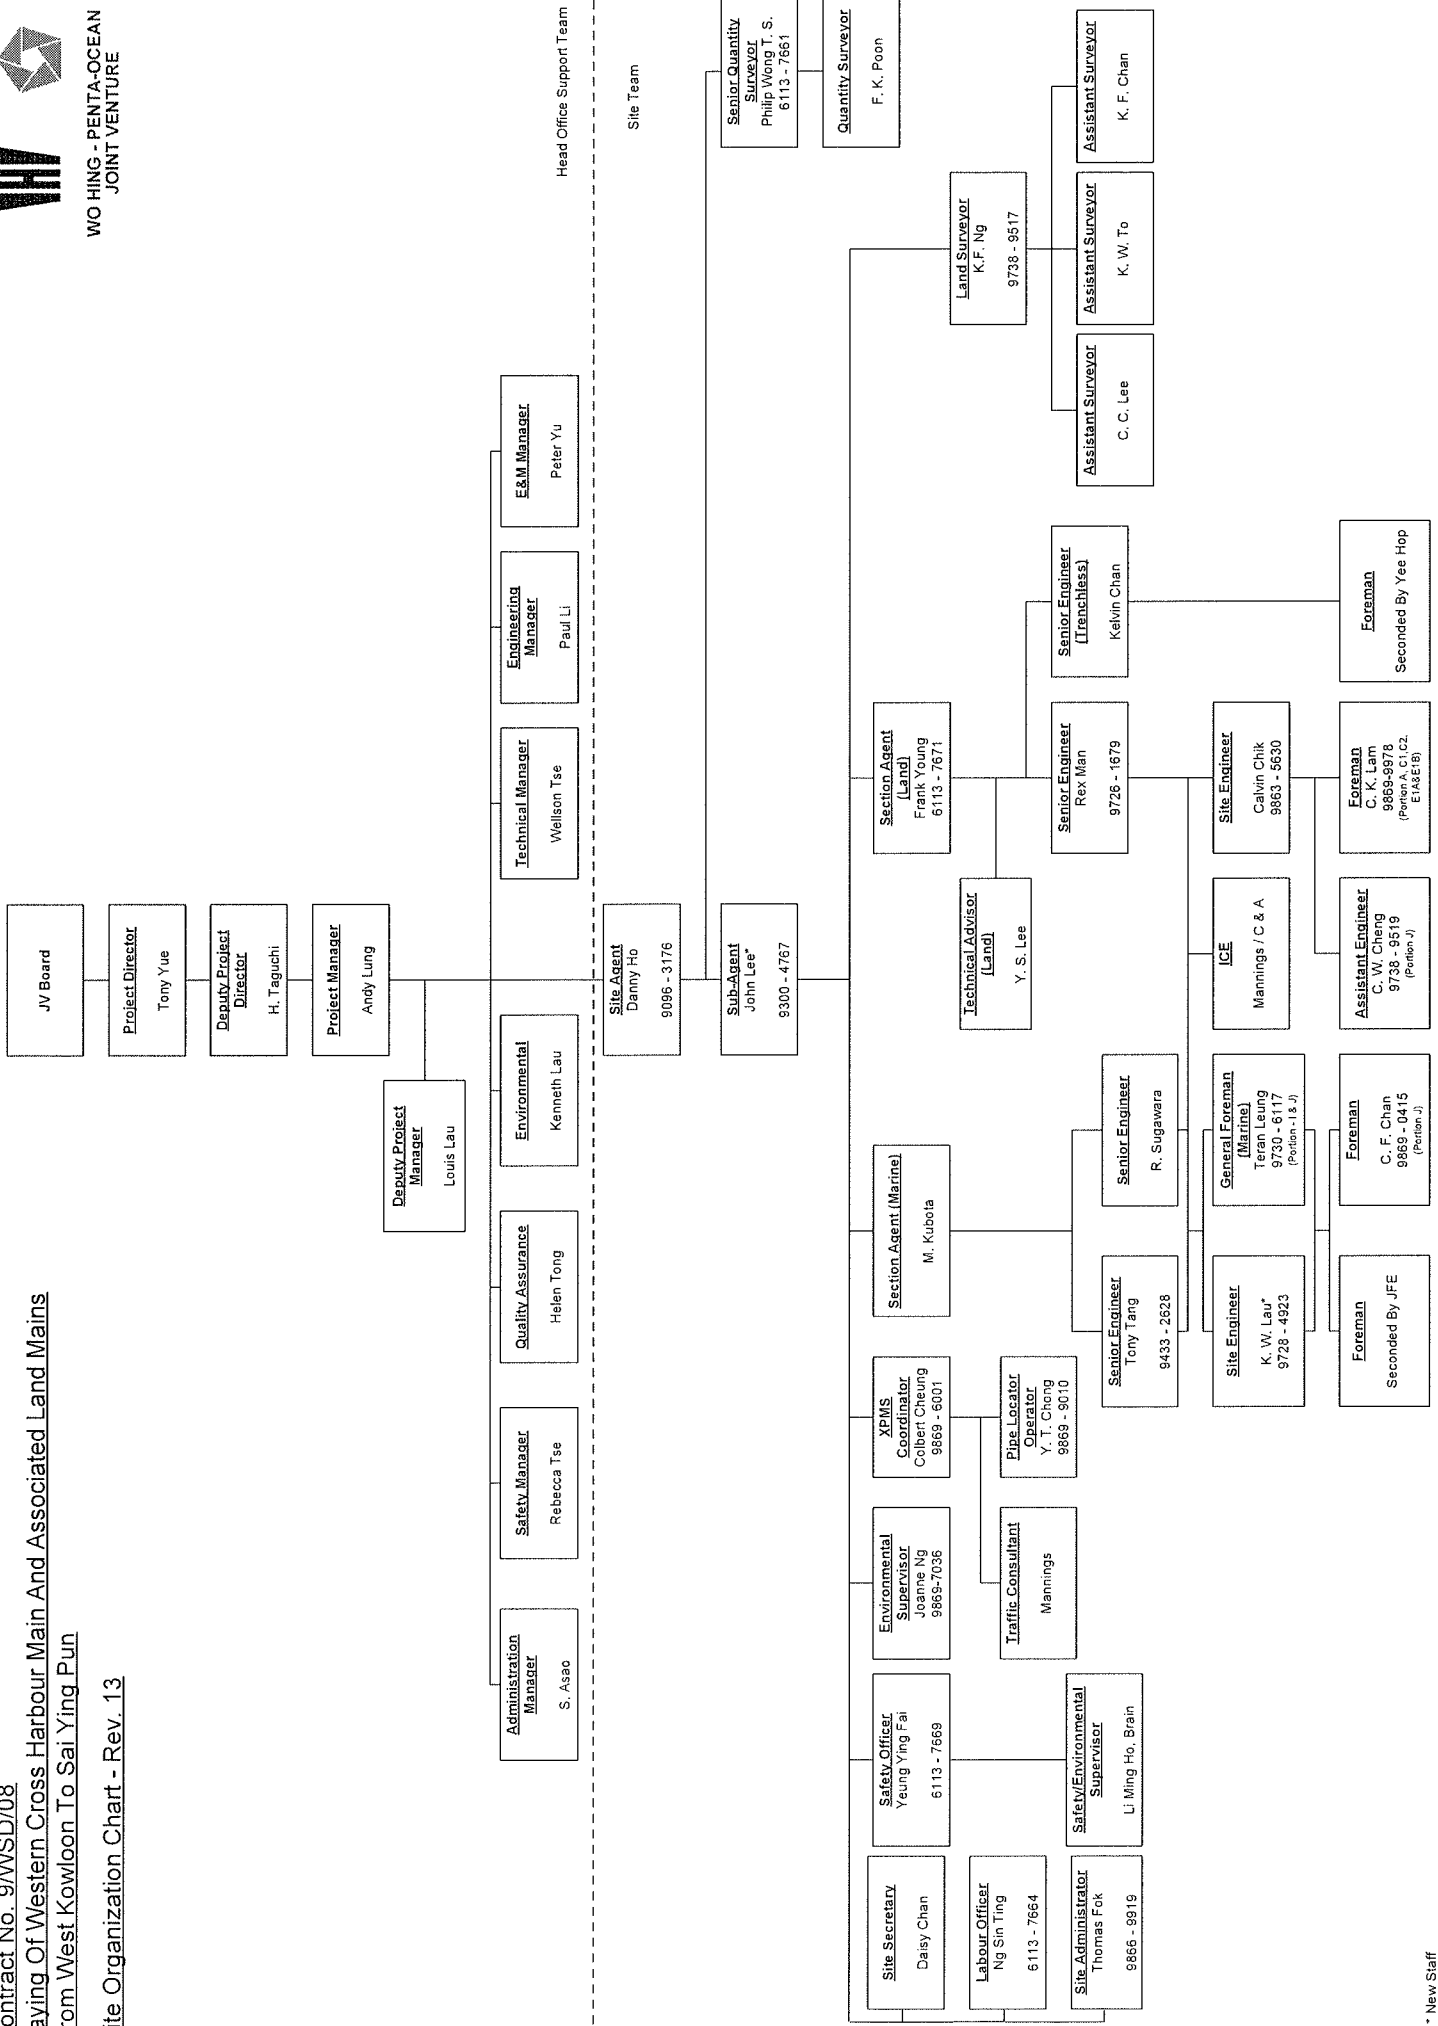 ontract No. 9/WSD/08
aying Of Western Cross Harbour Main And Associated Land Mains
rom West Kowloon To Sai Ying Pun
ite Organization Chart - Rev. 13
WO HING - PENTA-OCEAN
JOINT VENTURE
JV Board
Project Director
Tony Yue
Deputy Project
Director
H. Taguchi
Project Manager
Andy Lung
Deputy Project
Manager
Louis Lau
Administration
Manager
S. Asao
Safety Manager
Rebecca Tse
Quality Assurance
Helen Tong
Environmental
Kenneth Lau
Technical Manager
Wellson Tse
Engineering
Manager
Paul Li
E&M Manager
Peter Yu
Head Office Support Team
Site Team
Site Agent
Danny Ho
9096 - 3176
Senior Quantity
Surveyor
Philip Wong T. S.
6113 - 7661
Sub-Agent
John Lee*
9300 - 4767
Quantity Surveyor
F. K. Poon
Site Secretary
Daisy Chan
Labour Officer
Ng Sin Ting
6113 - 7664
Site Administrator
Thomas Fok
9866 - 9919
Safety Officer
Yeung Ying Fai
6113 - 7669
Safety/Environmental
Supervisor
Li Ming Ho, Brain
Environmental
Supervisor
Joanne Ng
9869-7036
XPMS
Coordinator
Colbert Cheung
9869 - 6001
Traffic Consultant
Mannings
Pipe Locator
Operator
Y. T. Chong
9869 - 9010
Section Agent (Marine)
M. Kubota
Senior Engineer
Tony Tang
9433 - 2628
Senior Engineer
R. Sugawara
Site Engineer
K. W. Lau*
9728 - 4923
General Foreman
(Marine)
Teran Leung
9730 - 6117
(Portion - I & J)
Foreman
Seconded By JFE
Foreman
C. F. Chan
9869 - 0415
(Portion J)
Section Agent
(Land)
Frank Young
6113 - 7671
Technical Advisor
(Land)
Y. S. Lee
Senior Engineer
Rex Man
9726 - 1679
Senior Engineer
(Trenchless)
Kelvin Chan
ICE
Mannings / C & A
Site Engineer
Calvin Chik
9863 - 5630
Assistant Engineer
C. W. Cheng
9738 - 9519
(Portion J)
Foreman
C. K. Lam
9869-9978
(Portion A, C1,C2,
E1A&E1B)
Foreman
Seconded By Yee Hop
Land Surveyor
K.F. Ng
9738 - 9517
Assistant Surveyor
C. C. Lee
Assistant Surveyor
K. W. To
Assistant Surveyor
K. F. Chan
* New Staff